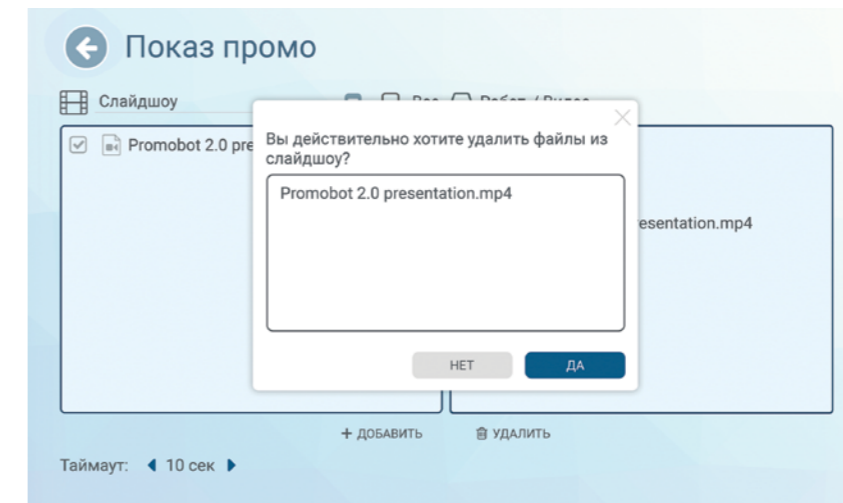 Показ промо
Слайдшоу
Вы действительно хотите удалить файлы из
слайдшоу?
Promobot 2.0 pre
Promobot 2.0 presentation.mp4
esentation.mp4
НЕТ
ДА
+ ДОБАВИТЬ
УДАЛИТЬ
Таймаут: 10 сек